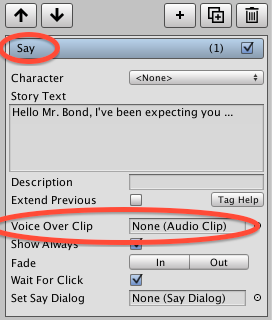 Say (1)
Character <None>
Story Text
Hello Mr. Bond, I've been expecting you ...
Description
Extend Previous Tag Help
Voice Over Clip None (Audio Clip)
Show Always
Fade In Out
Wait For Click
Set Say Dialog None (Say Dialog)